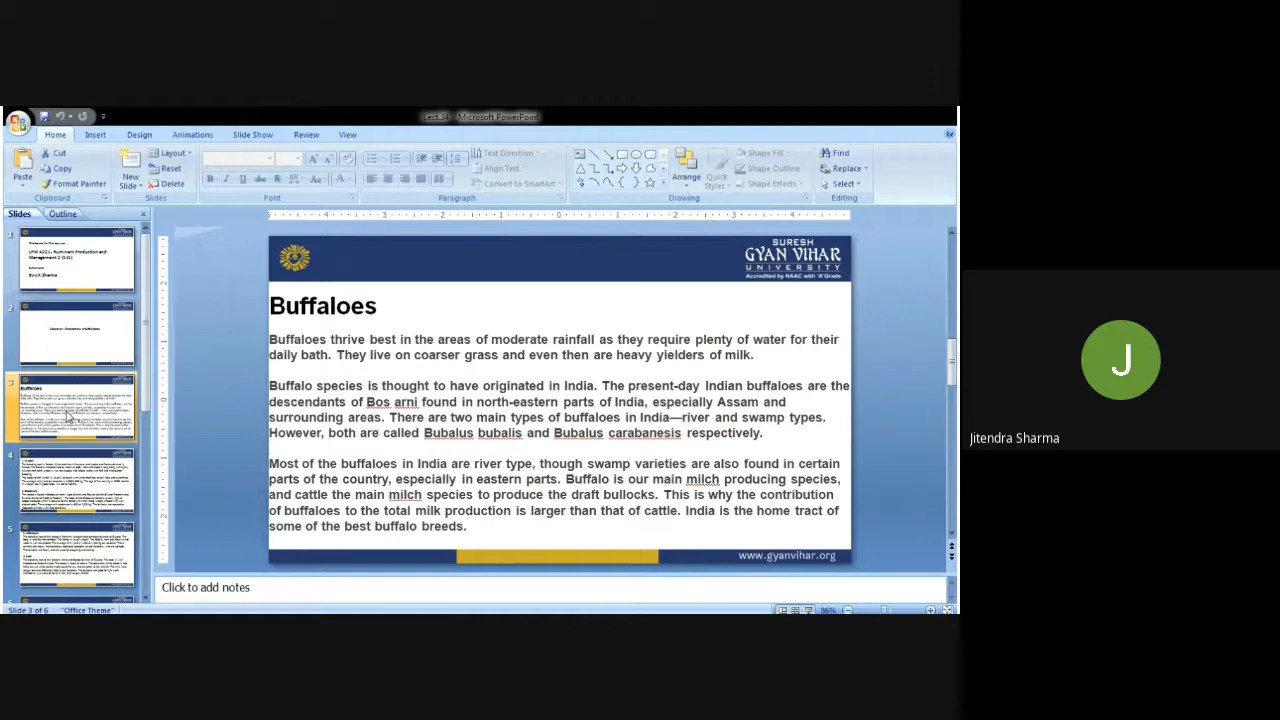 Lect.34 - Microsoft PowerPoint
Home Insert Design Animations Slide Show Review View
Paste Cut Copy Format Painter
Clipboard
New Slide Layout Reset Delete
Slides
Font
Text Direction Align Text Convert to SmartArt
Paragraph
Arrange Quick Styles Shape Fill Shape Outline Shape Effects
Drawing
Find Replace Select
Editing
Slides Outline
SURESH
GYAN VIHAR
UNIVERSITY
Accredited by NAAC with 'A' Grade
Buffaloes
Buffaloes thrive best in the areas of moderate rainfall as they require plenty of water for their
daily bath. They live on coarser grass and even then are heavy yielders of milk.
Buffalo species is thought to have originated in India. The present-day Indian buffaloes are the
descendants of Bos arni found in north-eastern parts of India, especially Assam and
surrounding areas. There are two main types of buffaloes in India—river and swamp types.
However, both are called Bubalus bubalis and Bubalus carabanesis respectively.
Most of the buffaloes in India are river type, though swamp varieties are also found in certain
parts of the country, especially in eastern parts. Buffalo is our main milch producing species,
and cattle the main milch species to produce the draft bullocks. This is why the contribution
of buffaloes to the total milk production is larger than that of cattle. India is the home tract of
some of the best buffalo breeds.
www.gyanvihar.org
Click to add notes
Slide 3 of 6 "Office Theme" 86%
J
Jitendra Sharma